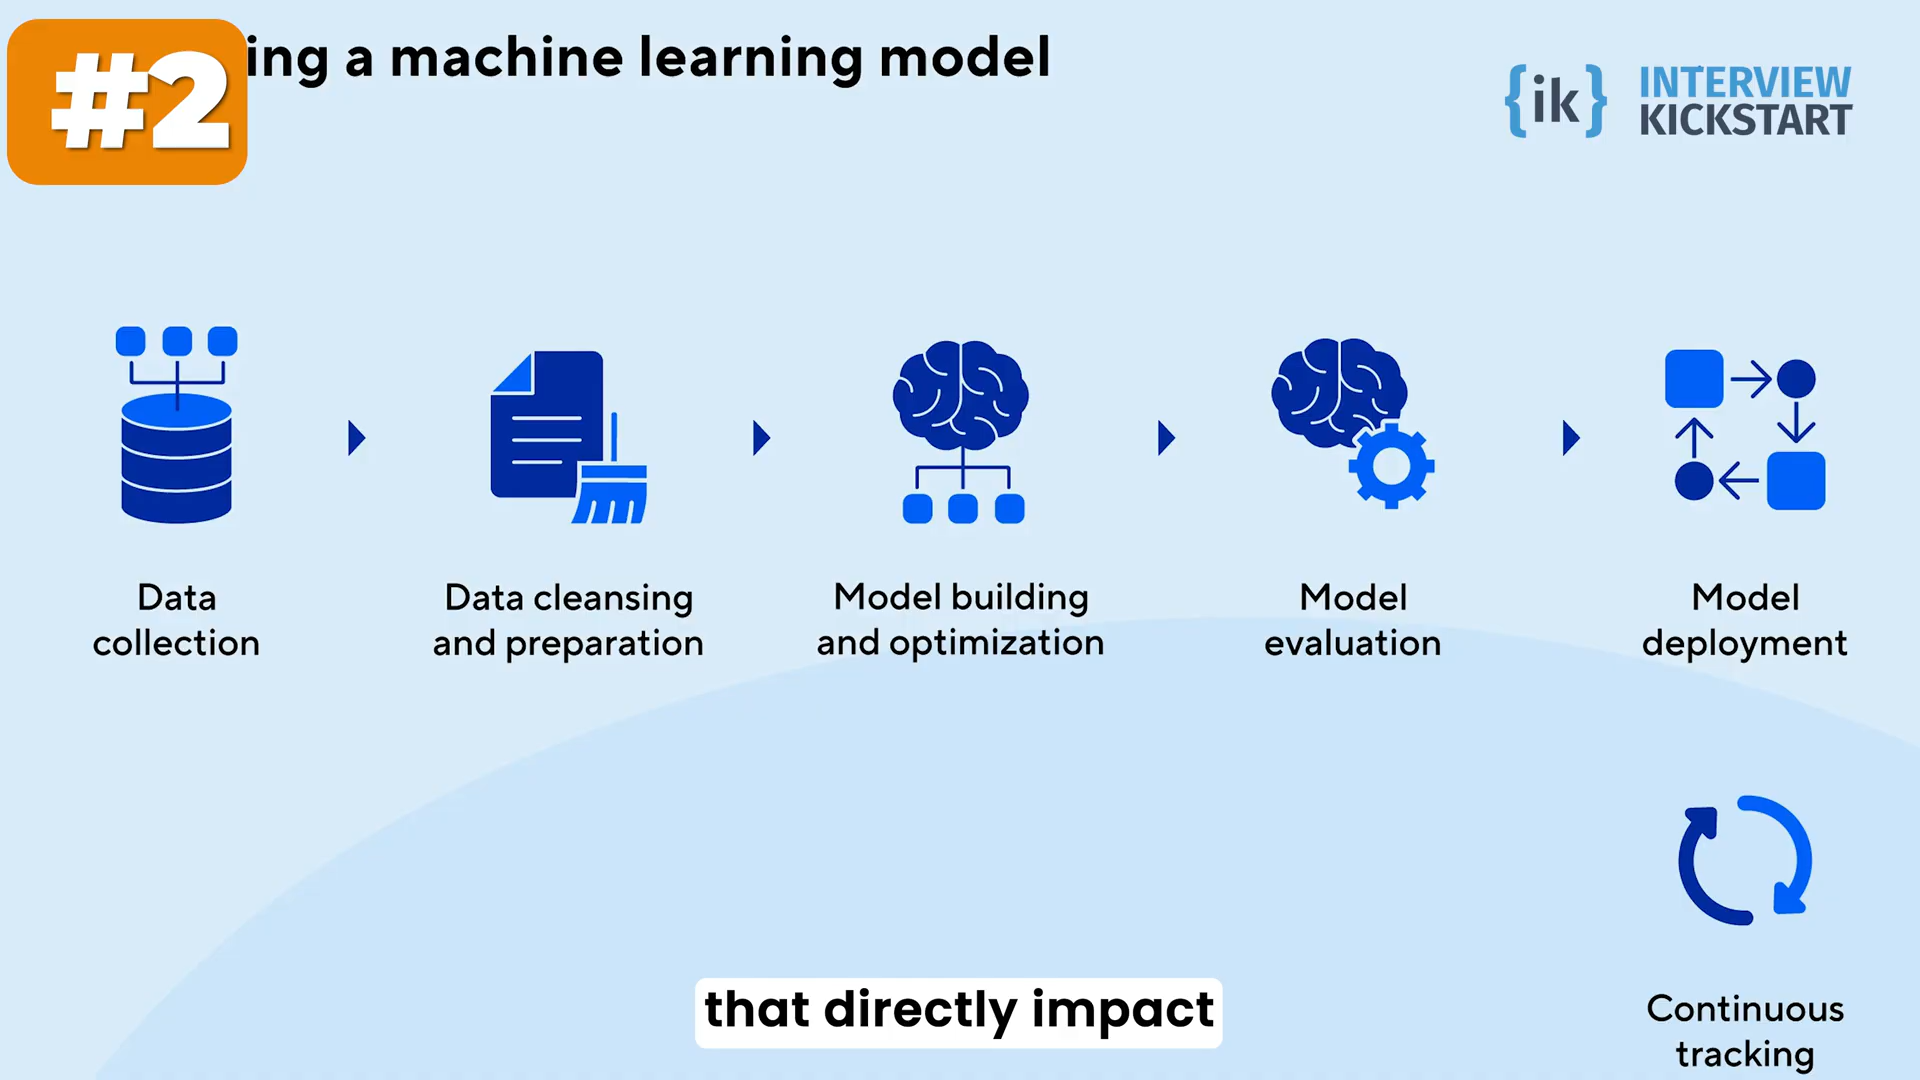 #2
ing a machine learning model
{ik} INTERVIEW
KICKSTART
Data
collection
Data cleansing
and preparation
Model building
and optimization
Model
evaluation
Model
deployment
Continuous
tracking
that directly impact